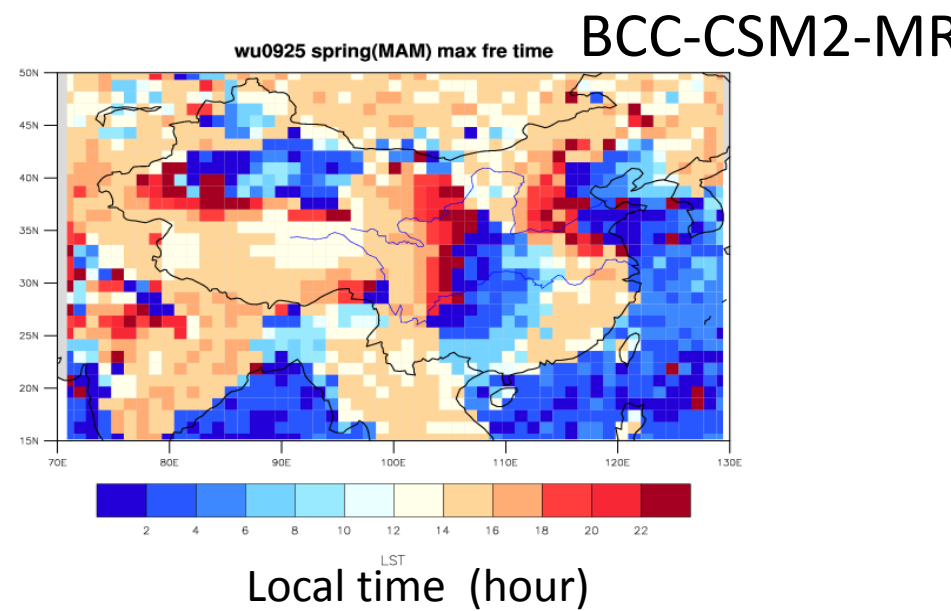 BCC-CSM2-MR
wu0925 spring(MAM) max fre time
50N
45N
40N
35N
30N
25N
20N
15N
70E 80E 90E 100E 110E 120E 130E
2 4 6 8 10 12 14 16 18 20 22
LST
Local time (hour)